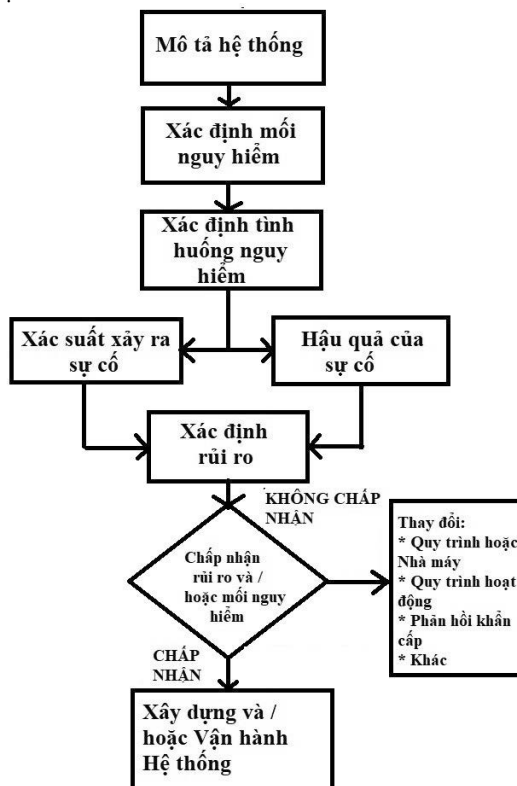 Mô tả hệ thống
Xác định mối
nguy hiểm
Xác định tình
huống nguy
hiểm
Xác suất xảy ra
sự cố
Hậu quả của
sự cố
Xác định
rủi ro
KHÔNG CHẤP
NHẬN
Chấp nhận
rủi ro và /
hoặc mối nguy
hiểm
Thay đổi:
* Quy trình hoặc
Nhà máy
* Quy trình hoạt
động
* Phản hồi khẩn
cấp
* Khác
CHẤP
NHẬN
Xây dựng và /
hoặc Vận hành
Hệ thống